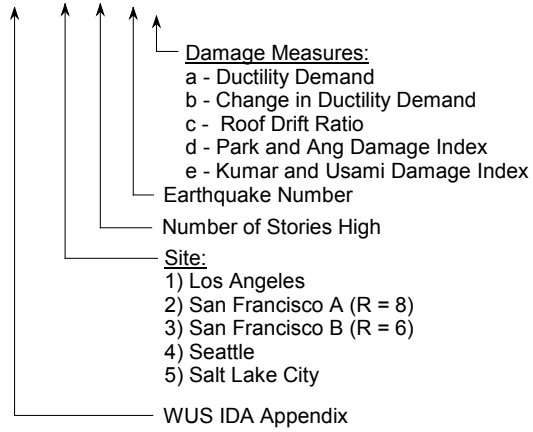 Damage Measures:
a - Ductility Demand
b - Change in Ductility Demand
c - Roof Drift Ratio
d - Park and Ang Damage Index
e - Kumar and Usami Damage Index
Earthquake Number
Number of Stories High
Site:
1) Los Angeles
2) San Francisco A (R = 8)
3) San Francisco B (R = 6)
4) Seattle
5) Salt Lake City
WUS IDA Appendix